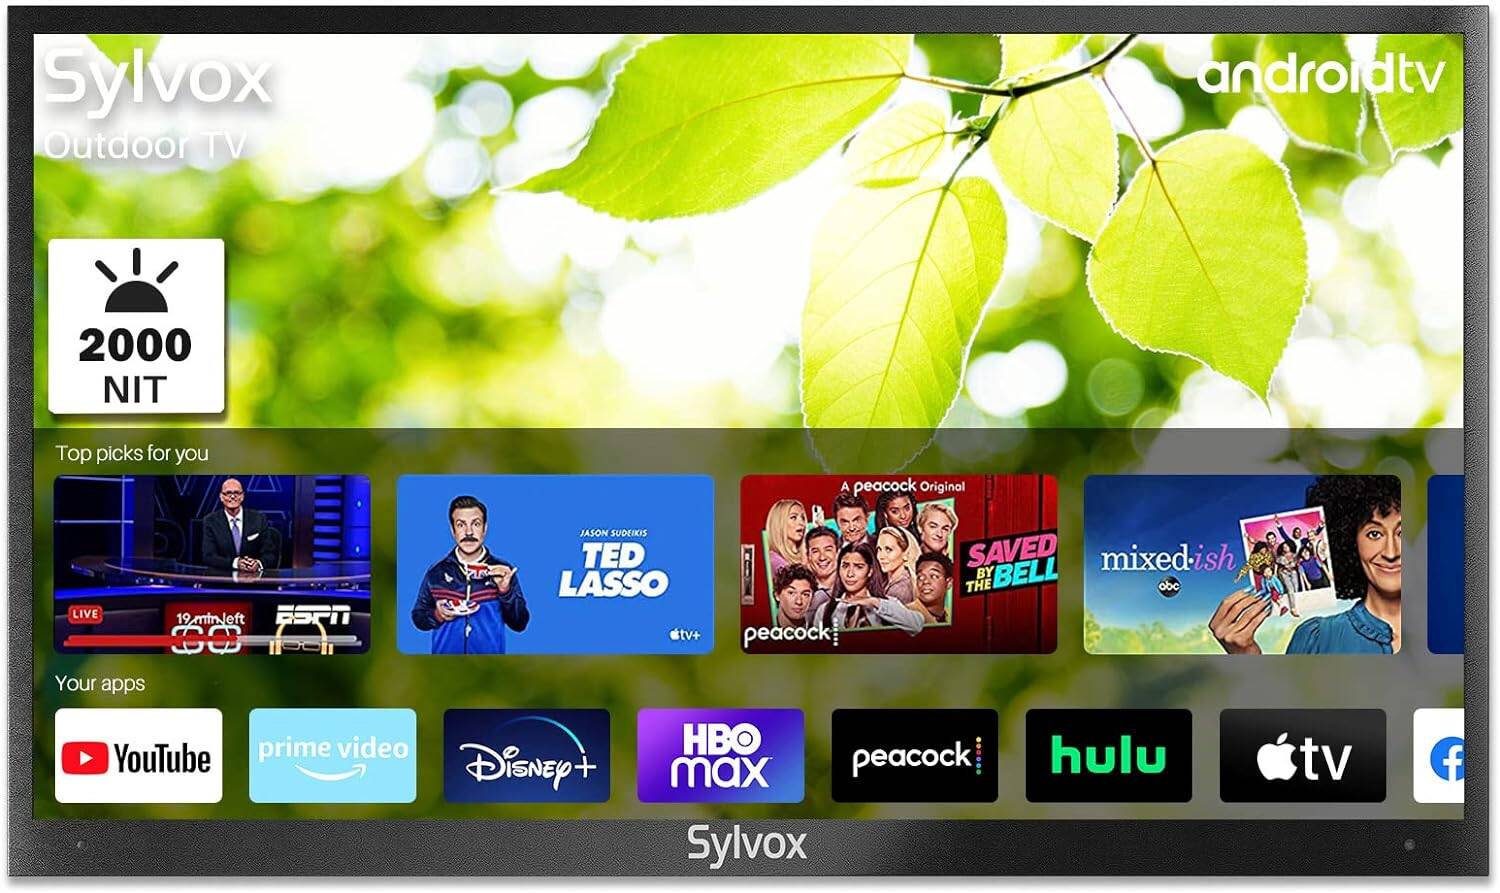 Sylvox
Outdoor TV
androidtv
2000
NIT
Top picks for you
LIVE
19 min left
ESPN
JASON SUDEIKIS
TED
LASSO
tv+
A peacock Original
SAVED
BY THE BELL
peacock
mixed-ish
abc
Your apps
YouTube
prime video
Disney+
HBO
max
peacock
hulu
tv
Sylvox